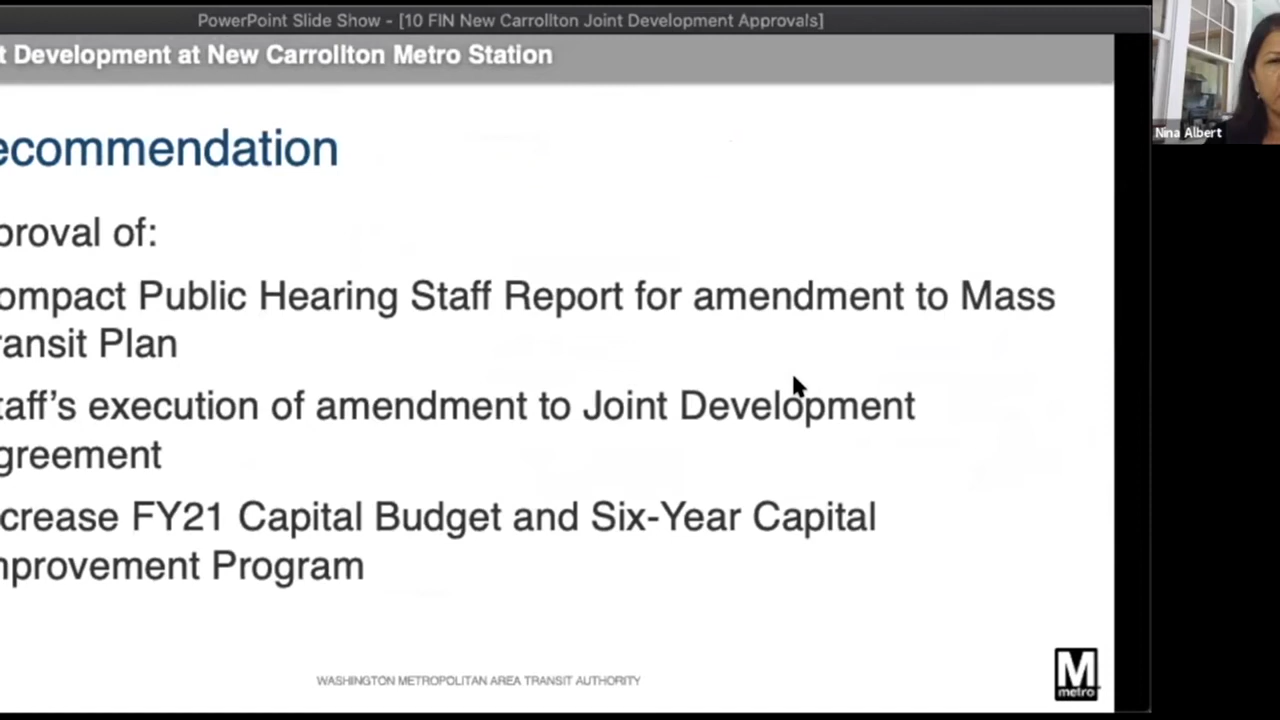 PowerPoint Slide Show - [10 FIN New Carrollton Joint Development Approvals]
t Development at New Carrollton Metro Station
Nina Albert
ecommendation
proval of:
ompact Public Hearing Staff Report for amendment to Mass
ransit Plan
taff's execution of amendment to Joint Development
greement
crease FY21 Capital Budget and Six-Year Capital
nprovement Program
WASHINGTON METROPOLITAN AREA TRANSIT AUTHORITY
M
metro